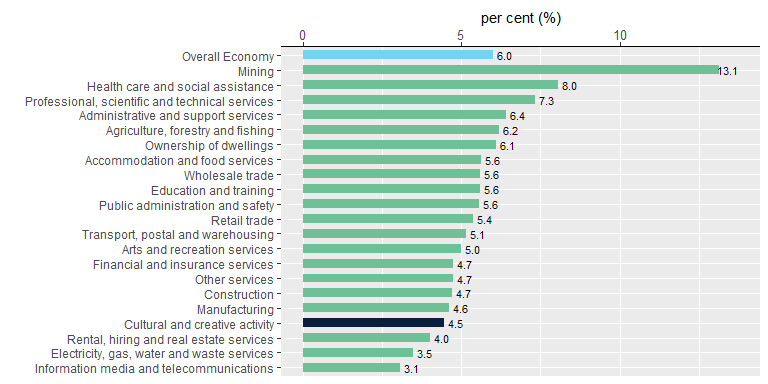 per cent (%)
0 5 10
Overall Economy 6.0
Mining 13.1
Health care and social assistance 8.0
Professional, scientific and technical services 7.3
Administrative and support services 6.4
Agriculture, forestry and fishing 6.2
Ownership of dwellings 6.1
Accommodation and food services 5.6
Wholesale trade 5.6
Education and training 5.6
Public administration and safety 5.6
Retail trade 5.4
Transport, postal and warehousing 5.1
Arts and recreation services 5.0
Financial and insurance services 4.7
Other services 4.7
Construction 4.7
Manufacturing 4.6
Cultural and creative activity 4.5
Rental, hiring and real estate services 4.0
Electricity, gas, water and waste services 3.5
Information media and telecommunications 3.1